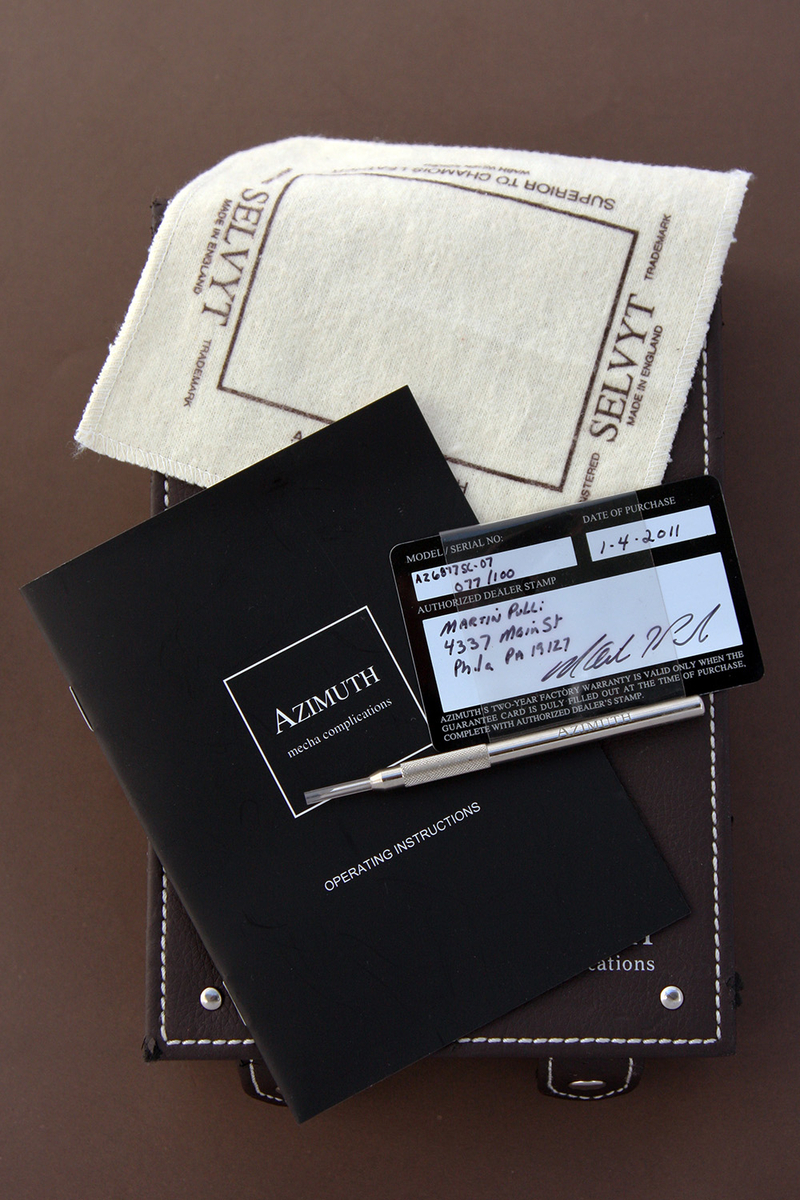 SUPERIOR TO CHAMOIS LEA
SELVYT
MADE IN ENGLAND
TRADEMARK
TRADEMARK
SELVYT
MADE IN ENGLAND
ISTERED
MODEL / SERIAL NO:
DATE OF PURCHASE
1-4-2011
077/100
AUTHORIZED DEALER STAMP
MARTIN PULLI
4337 Main St
Phila PA 19127
AZIMUTH'S TWO-YEAR FACTORY WARRANTY IS VALID ONLY WHEN THE
GUARANTEE CARD IS DULY FILLED OUT AT THE TIME OF PURCHASE,
COMPLETE WITH AUTHORIZED DEALER'S STAMP.
AZIMUTH
AZIMUTH
mecha complications
OPERATING INSTRUCTIONS
cations